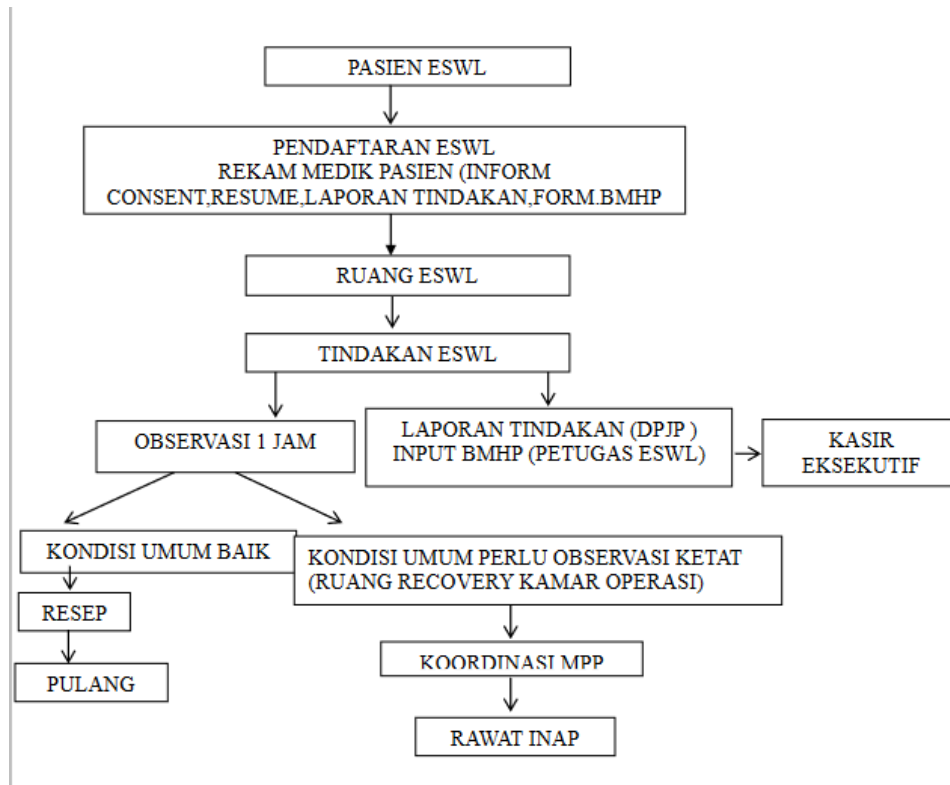 PASIEN ESWL
PENDAFTARAN ESWL
REKAM MEDIK PASIEN (INFORM
CONSENT,RESUME,LAPORAN TINDAKAN,FORM.BMHP
RUANG ESWL
TINDAKAN ESWL
OBSERVASI 1 JAM
LAPORAN TINDAKAN (DPJP )
INPUT BMHP (PETUGAS ESWL)
KASIR
EKSEKUTIF
KONDISI UMUM BAIK
KONDISI UMUM PERLU OBSERVASI KETAT
(RUANG RECOVERY KAMAR OPERASI)
RESEP
PULANG
KOORDINASI MPP
RAWAT INAP